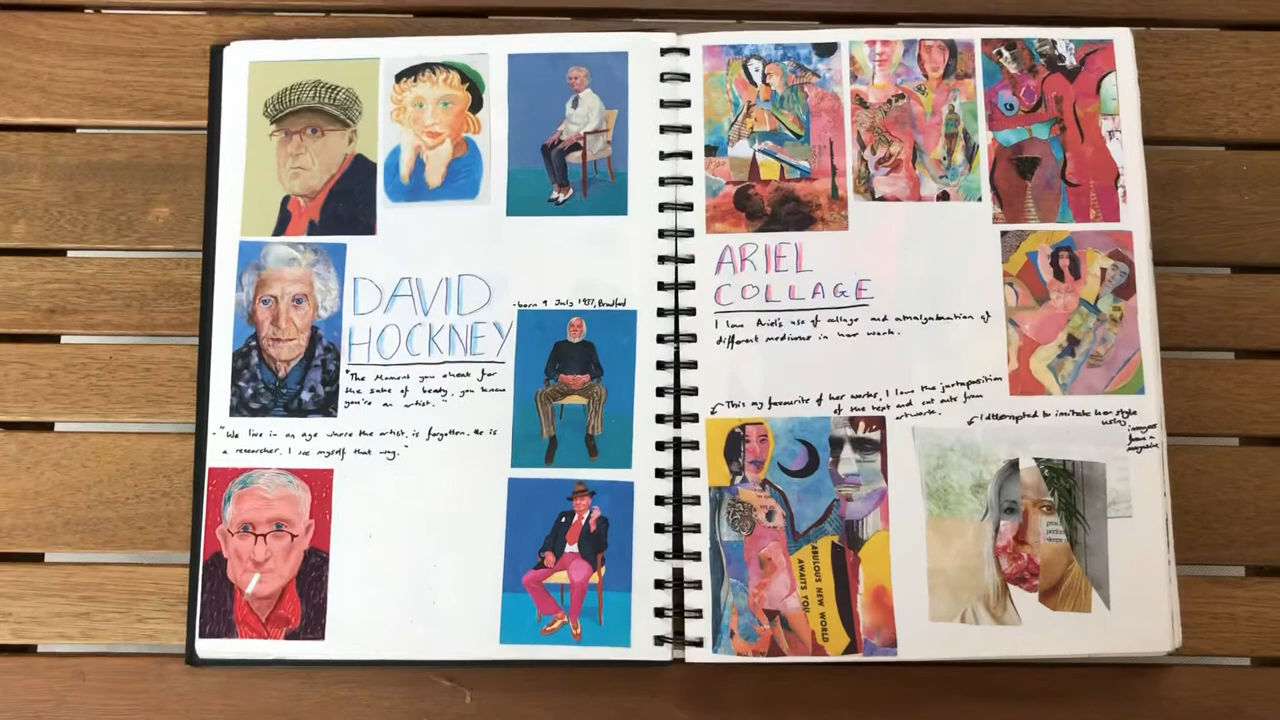 DAVID
HOCKNEY
-born 9 July 1937, Bradford
"The Moment you cheat for
the sake of beauty, you know
you're an artist."
-"We live in an age where the artist is forgotten. He is
a researcher. I see myself that way."
ARIEL
COLLAGE
I love Ariel's use of collage and amalgamation of
different mediums in her work.
This my favourite of her works, I love the juxtaposition
of the text and cut outs from
artwork.
I attempted to imitate her style
using
images
from a
magazine
FABULOUS NEW WORLD
AWAITS YOU